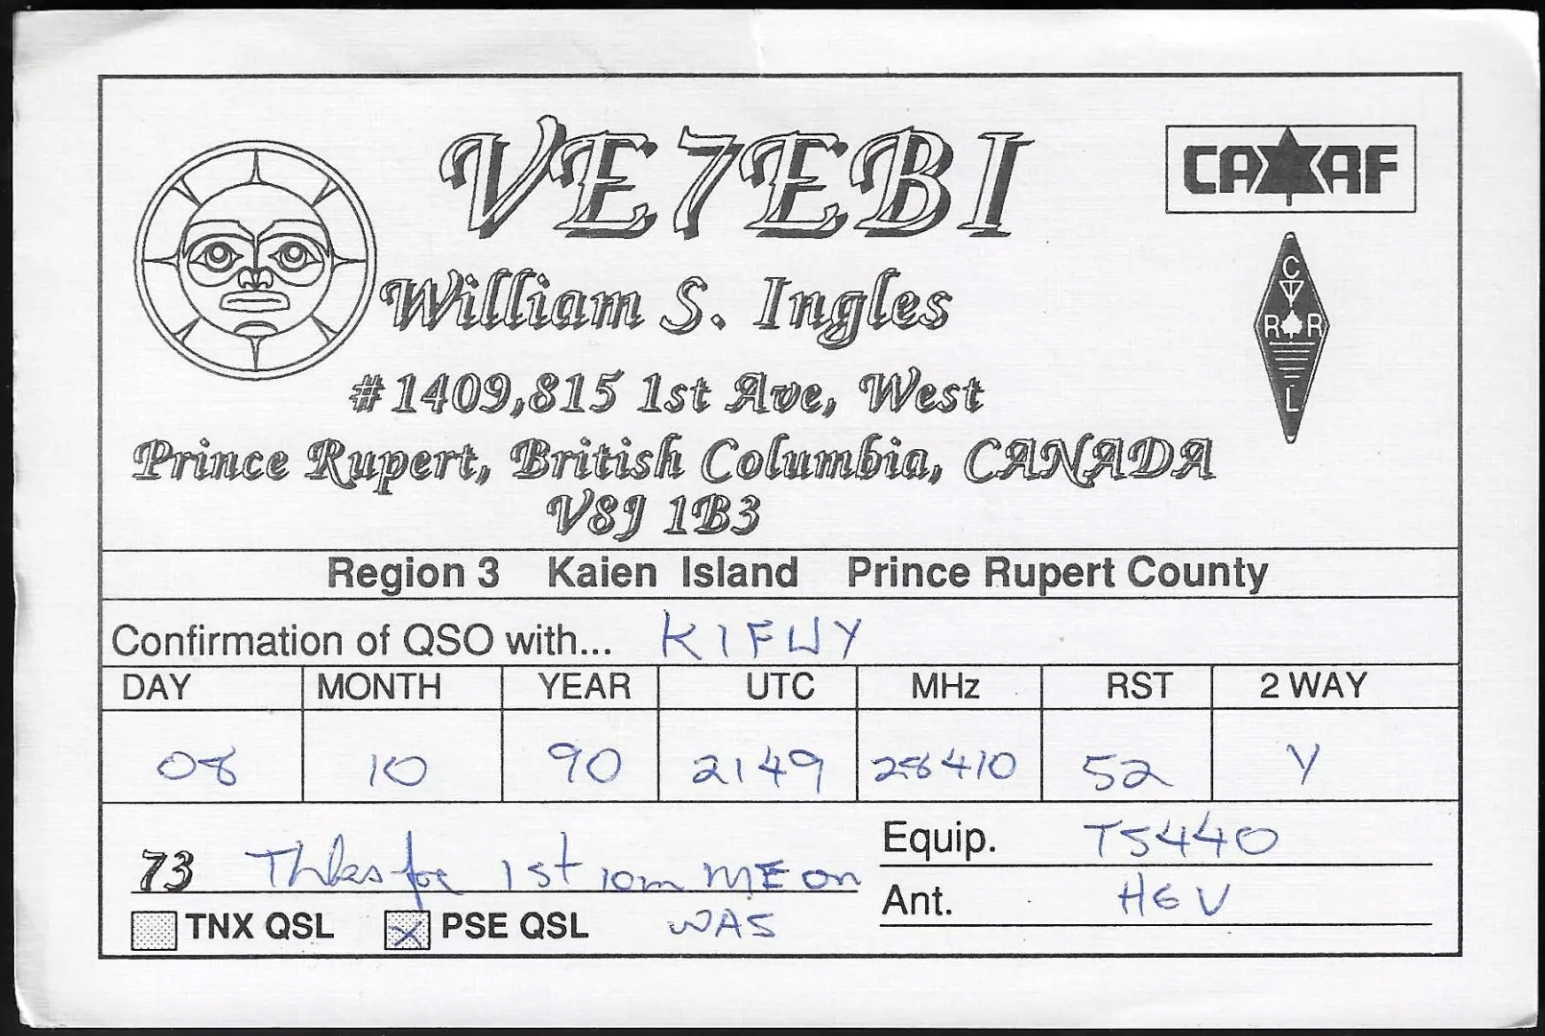 VE7EBI
CARF
William S. Ingles
C
R R
L
#1409,815 1st Ave, West
Prince Rupert, British Columbia, CANADA
V8J 1B3
Region 3 Kaien Island Prince Rupert County
Confirmation of QSO with... K1FWY
DAY MONTH YEAR UTC MHz RST 2 WAY
08 10 90 2149 28410 52 Y
73 Thks for 1st 10m ME on
WAS
Equip. TS440
Ant. HGV
TNX QSL PSE QSL